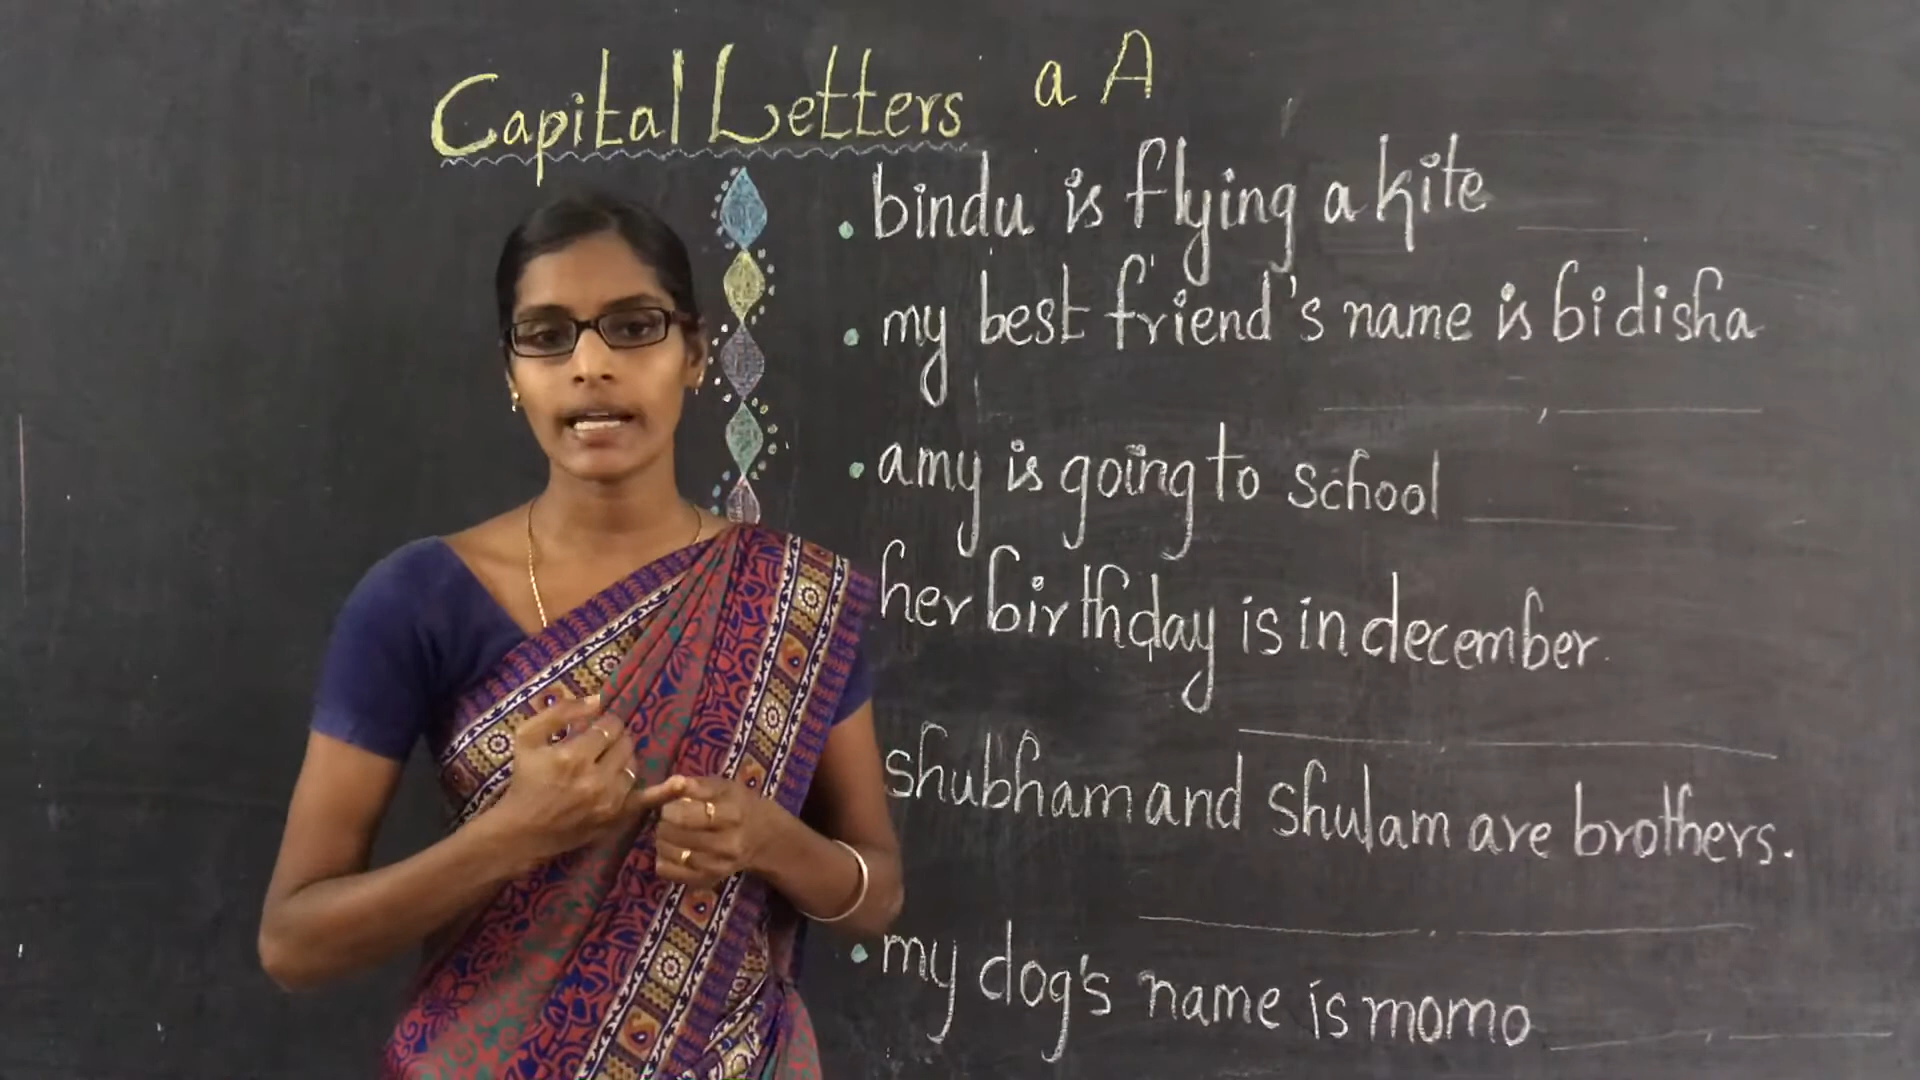 Capital Letters a A
bindu is flying a kite
my best friend's name is bidisha
amy is going to school
her birthday is in december.
shubham and shulam are brothers.
my dog's name is momo